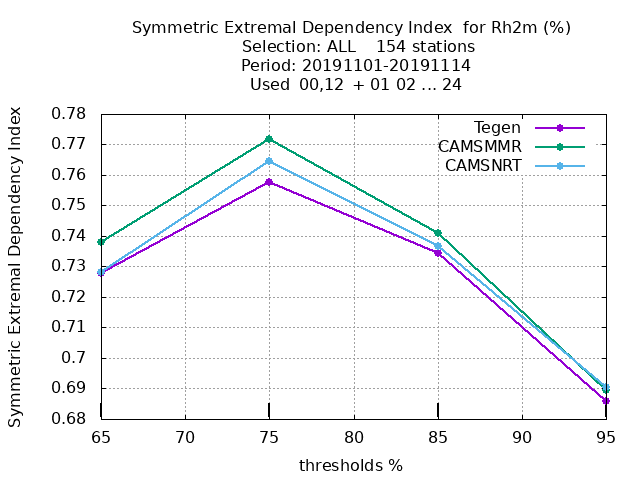 Symmetric Extremal Dependency Index  for Rh2m (%)
Selection: ALL    154 stations
Period: 20191101-20191114
Used  00,12  + 01 02 ... 24
Symmetric Extremal Dependency Index
0.78
0.77
0.76
0.75
0.74
0.73
0.72
0.71
0.7
0.69
0.68
Tegen
CAMSMMR
CAMSNRT
65 70 75 80 85 90 95
thresholds %